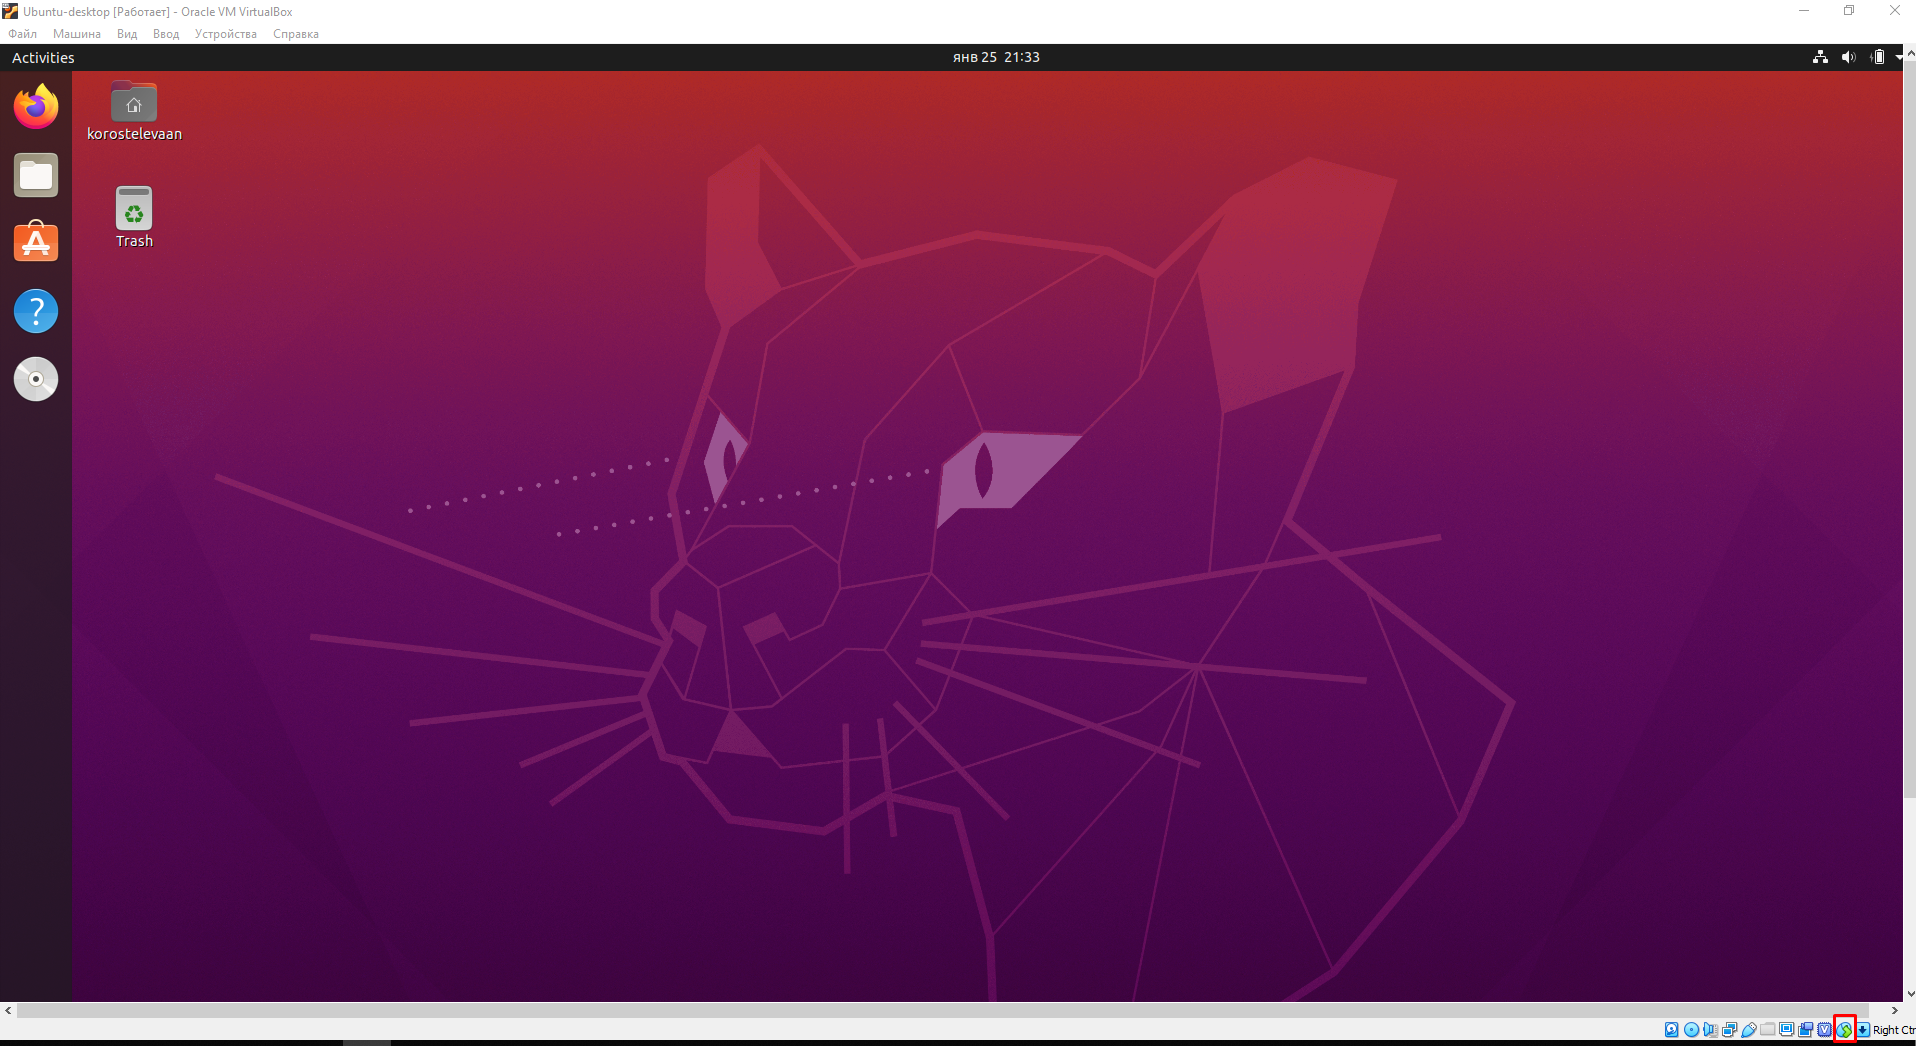 Ubuntu-desktop [Работает] - Oracle VM VirtualBox
Файл Машина Вид Ввод Устройства Справка
Activities
янв 25 21:33
korostelevaan
Trash
Right Ctr